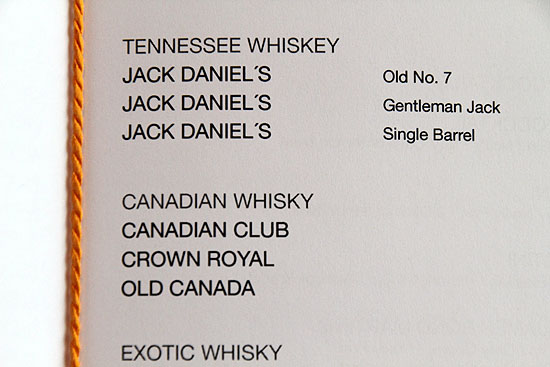 TENNESSEE WHISKEY
JACK DANIEL´S Old No. 7
JACK DANIEL´S Gentleman Jack
JACK DANIEL´S Single Barrel
CANADIAN WHISKY
CANADIAN CLUB
CROWN ROYAL
OLD CANADA
EXOTIC WHISKY